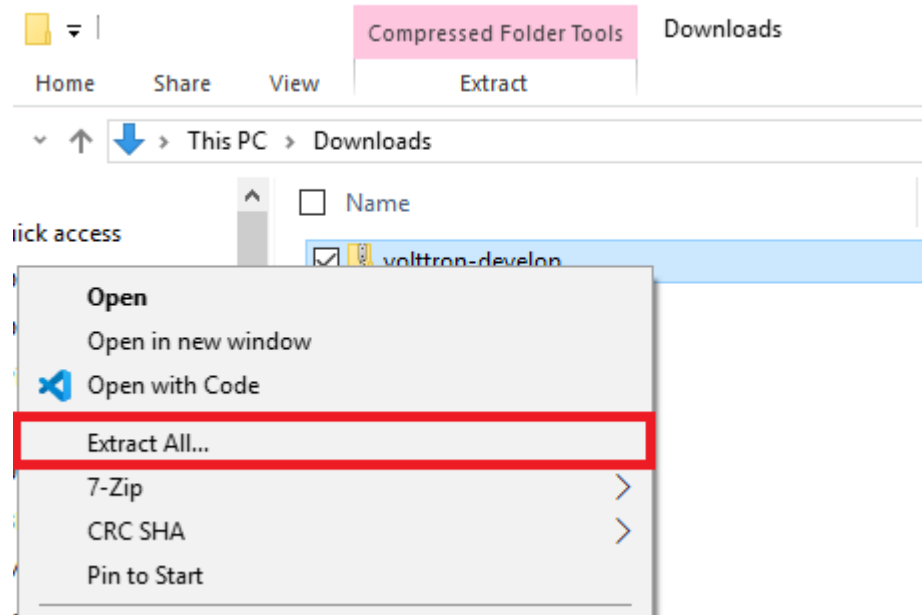 Compressed Folder Tools Downloads
Home Share View Extract
This PC > Downloads
Name
ick access
volttron-develop
Open
Open in new window
Open with Code
Extract All...
7-Zip
CRC SHA
Pin to Start